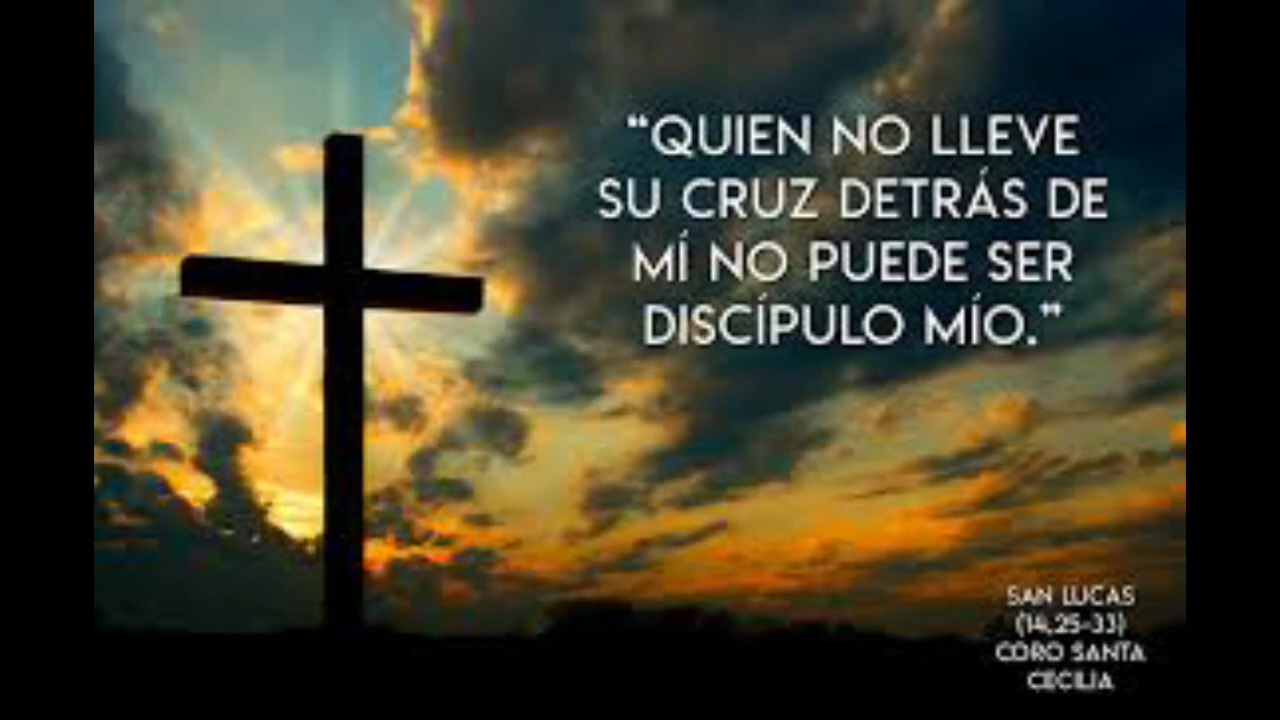 “QUIEN NO LLEVE
SU CRUZ DETRÁS DE
MÍ NO PUEDE SER
DISCÍPULO MÍO.”
SAN LUCAS
(14,25-33)
CORO SANTA
CECILIA